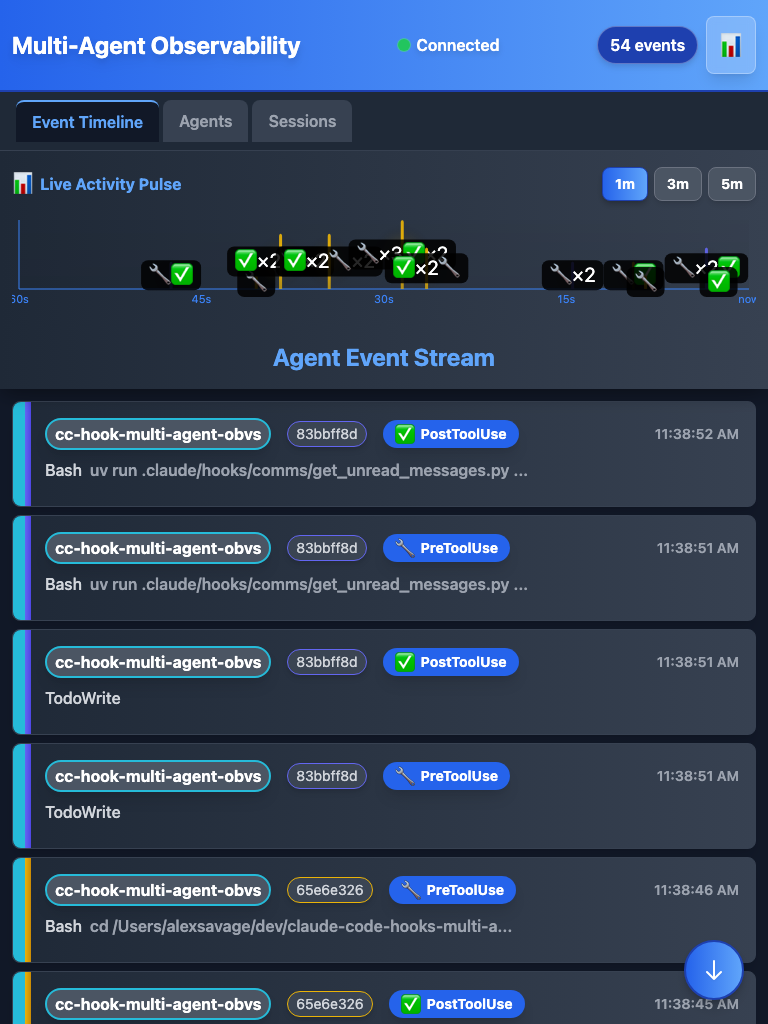 Multi-Agent Observability
Connected
54 events
Event Timeline
Agents
Sessions
Live Activity Pulse
1m
3m
5m
×2
×2
×2
×2
×2
60s
45s
30s
15s
now
Agent Event Stream
cc-hook-multi-agent-obvs 83bbff8d PostToolUse 11:38:52 AM
Bash uv run .claude/hooks/comms/get_unread_messages.py ...
cc-hook-multi-agent-obvs 83bbff8d PreToolUse 11:38:51 AM
Bash uv run .claude/hooks/comms/get_unread_messages.py ...
cc-hook-multi-agent-obvs 83bbff8d PostToolUse 11:38:51 AM
TodoWrite
cc-hook-multi-agent-obvs 83bbff8d PreToolUse 11:38:51 AM
TodoWrite
cc-hook-multi-agent-obvs 65e6e326 PreToolUse 11:38:46 AM
Bash cd /Users/alexsavage/dev/claude-code-hooks-multi-a...
cc-hook-multi-agent-obvs 65e6e326 PostToolUse 11:38:45 AM